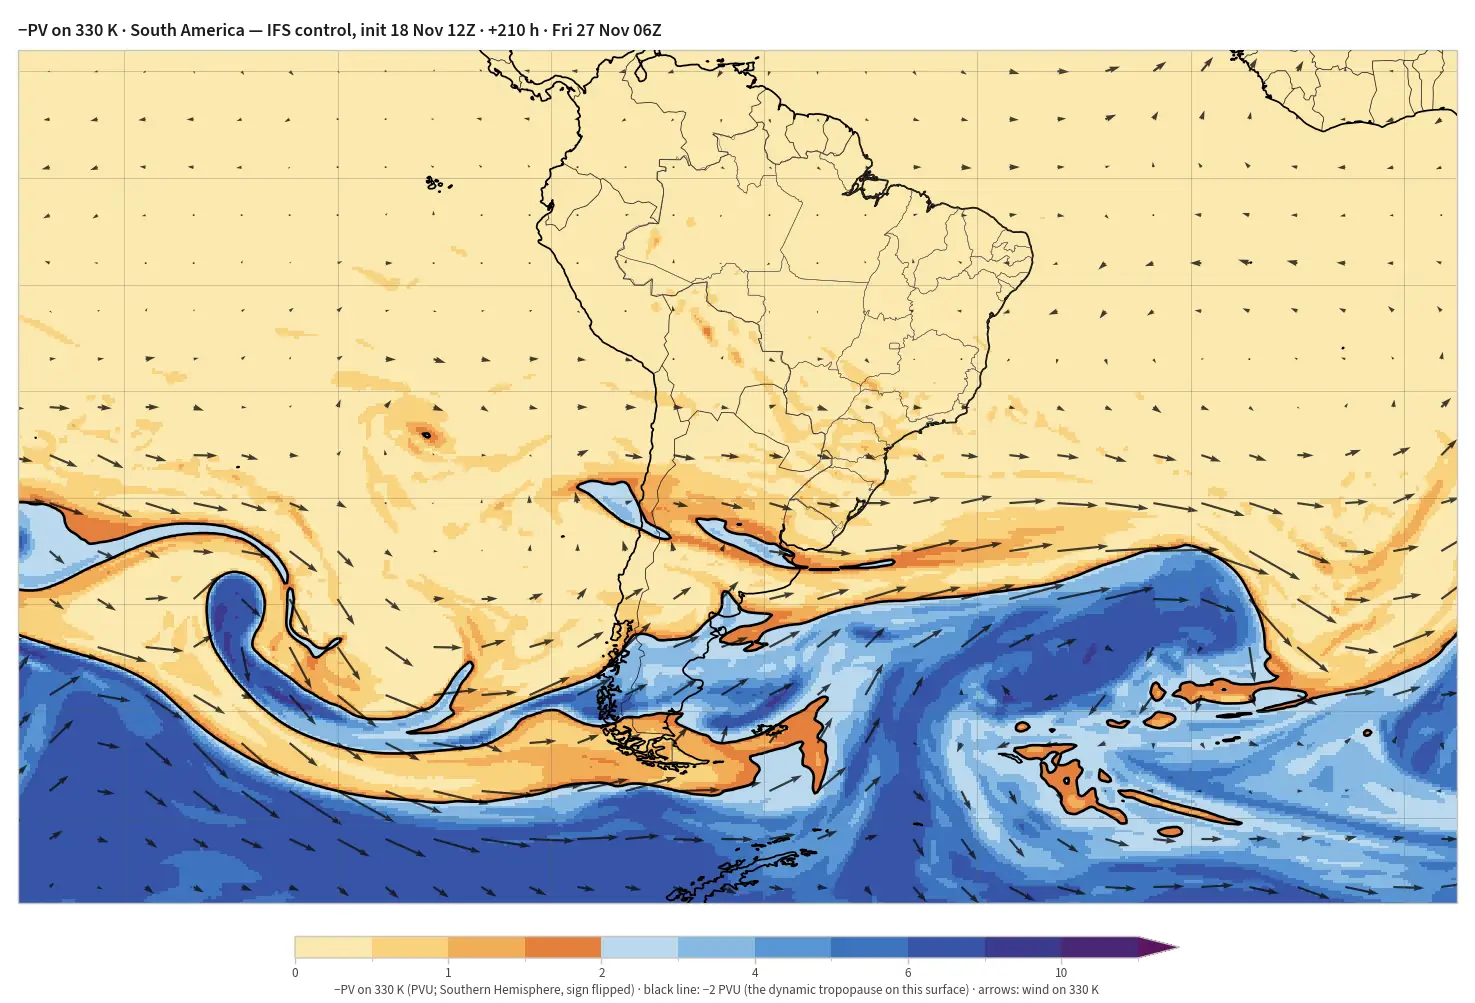 −PV on 330 K · South America — IFS control, init 18 Nov 12Z · +210 h · Fri 27 Nov 06Z
0 1 2 4 6 10
−PV on 330 K (PVU; Southern Hemisphere, sign flipped) · black line: −2 PVU (the dynamic tropopause on this surface) · arrows: wind on 330 K